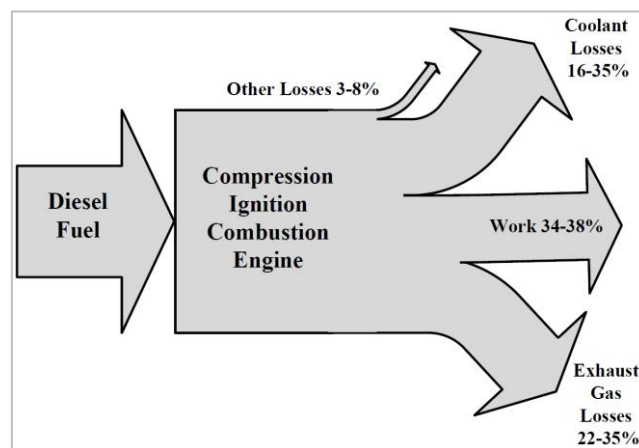 Coolant
Losses
16-35%
Other Losses 3-8%
Diesel
Fuel
Compression
Ignition
Combustion
Engine
Work 34-38%
Exhaust
Gas
Losses
22-35%